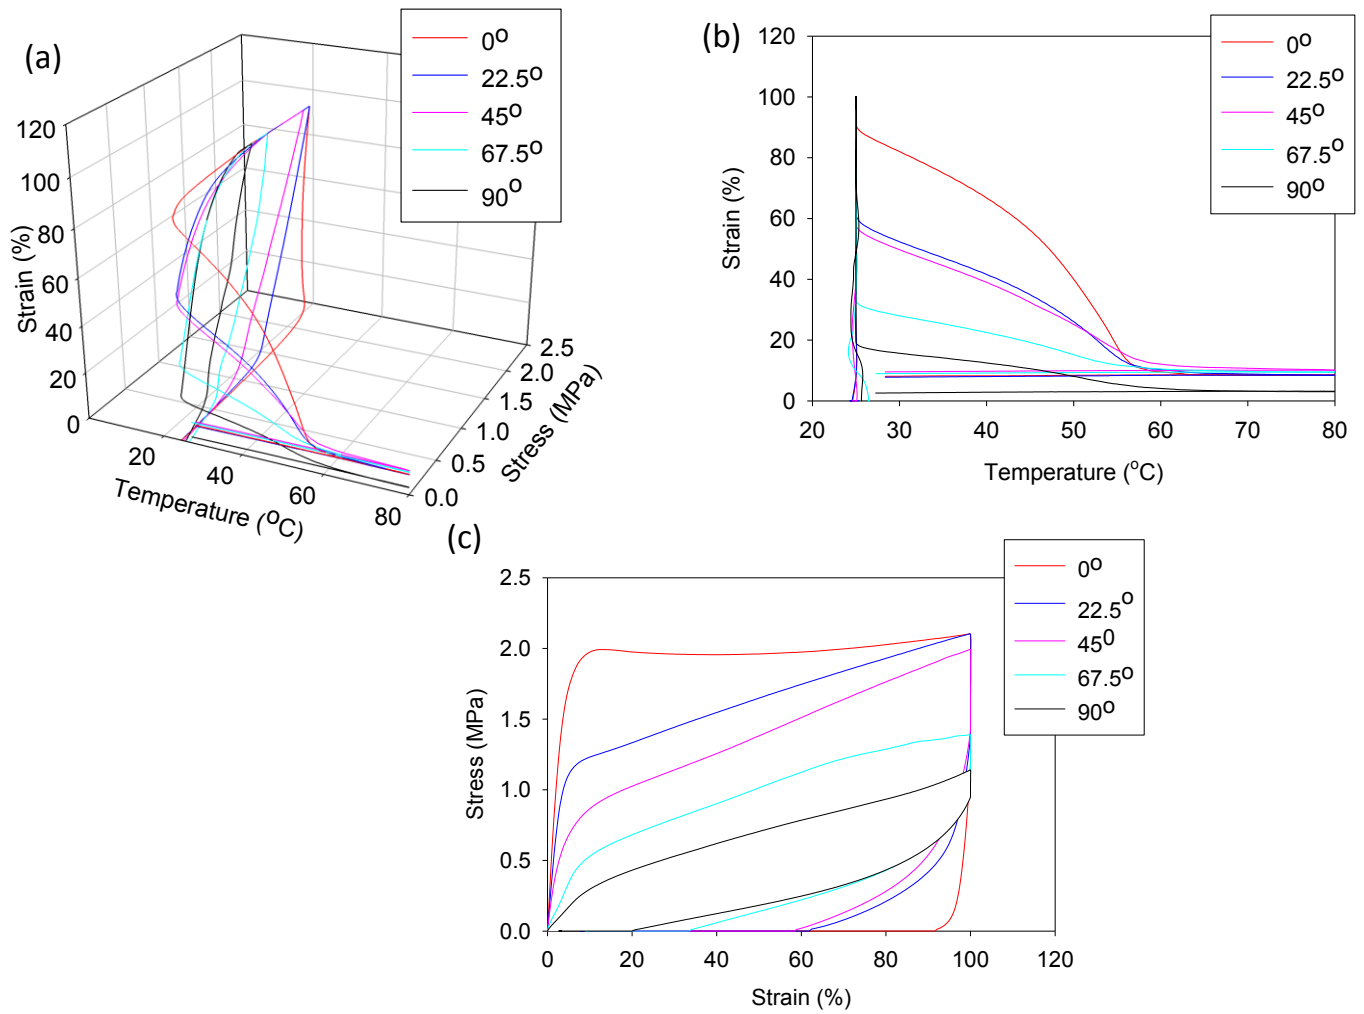 (a)
0º
22.5º
45º
67.5º
90º
120
100
80
60
40
20
0
Strain (%)
20
40
60
80
Temperature (ºC)
0.0
0.5
1.0
1.5
2.0
2.5
Stress (MPa)
(b)
0º
22.5º
45º
67.5º
90º
120
100
80
60
40
20
0
Strain (%)
20 30 40 50 60 70 80
Temperature (ºC)
(c)
0º
22.5º
45⁰
67.5º
90º
2.5
2.0
1.5
1.0
0.5
0.0
Stress (MPa)
0 20 40 60 80 100 120
Strain (%)